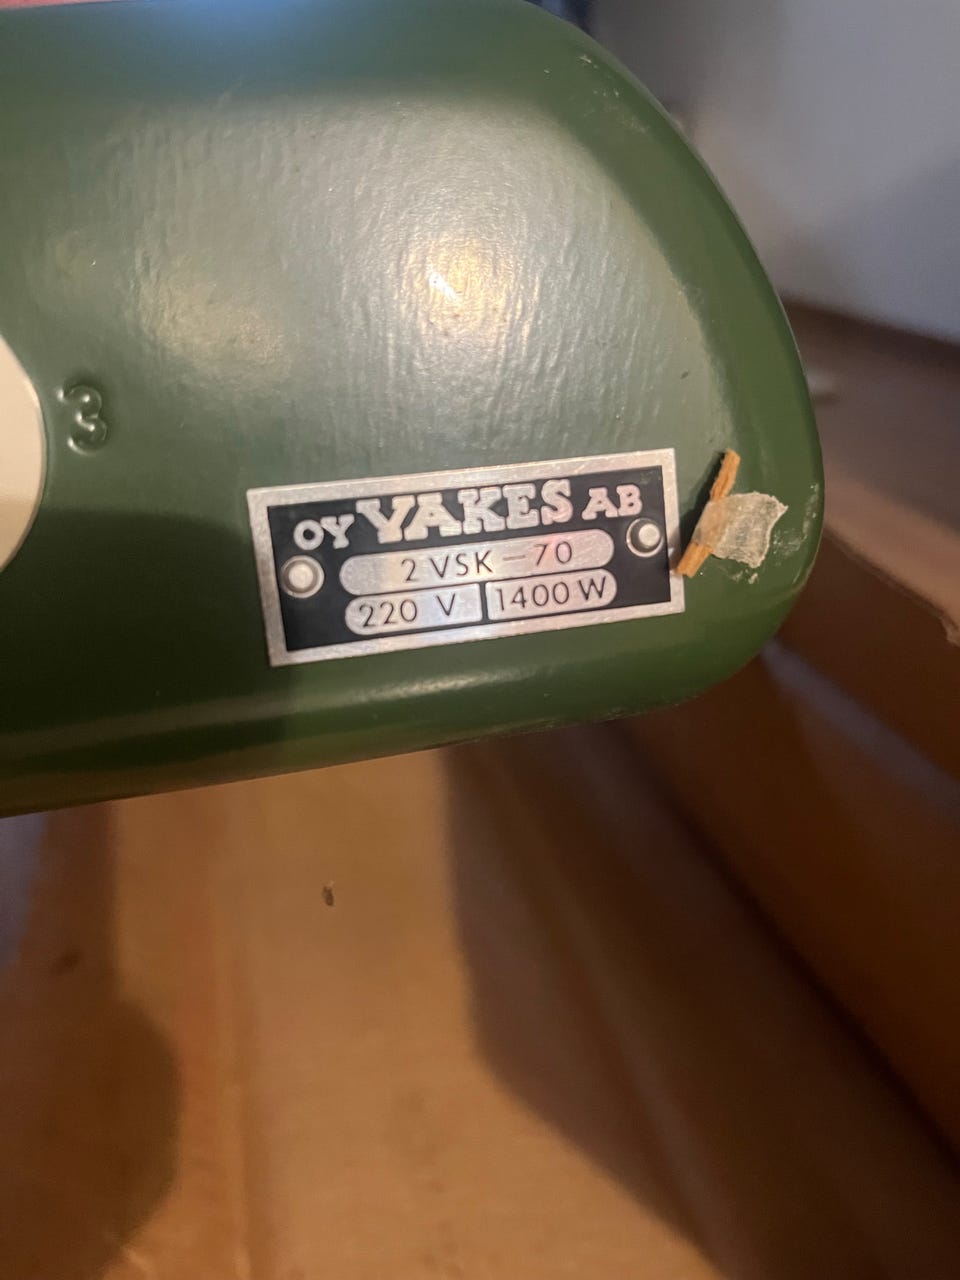 3
OY VAKES AB
2 VSK - 70
220 V 1400 W